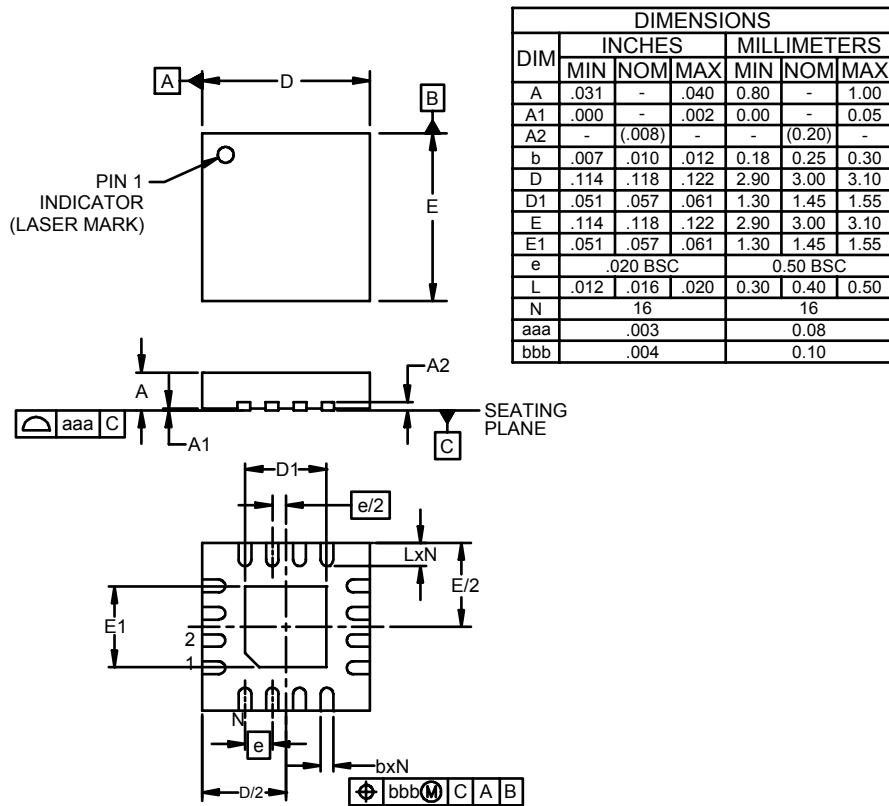 DIMENSIONS
DIM INCHES MILLIMETERS
MIN NOM MAX MIN NOM MAX
A .031 - .040 0.80 - 1.00
A1 .000 - .002 0.00 - 0.05
A2 - (.008) - - (0.20) -
b .007 .010 .012 0.18 0.25 0.30
D .114 .118 .122 2.90 3.00 3.10
D1 .051 .057 .061 1.30 1.45 1.55
E .114 .118 .122 2.90 3.00 3.10
E1 .051 .057 .061 1.30 1.45 1.55
e .020 BSC 0.50 BSC
L .012 .016 .020 0.30 0.40 0.50
N 16 16
aaa .003 0.08
bbb .004 0.10
A D
B
PIN 1
INDICATOR
(LASER MARK)
E
A2
A
SEATING
PLANE
aaa C
A1
C
D1
e/2
LxN
E/2
E1
2
1
N
e
bxN
D/2
bbb Ⓜ C A B